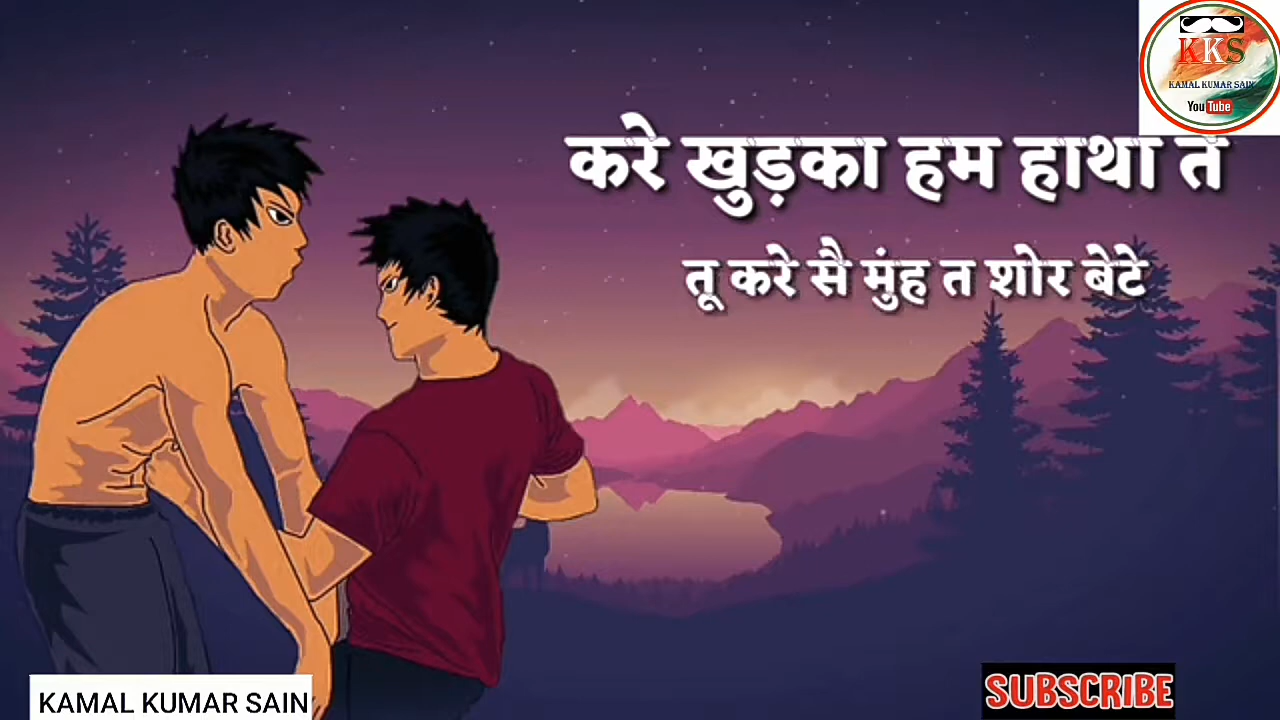 KKS
KAMAL KUMAR SAIN
YouTube
करे खुड़का हम हाथा त
तू करे सै मुंह त शोर बेटे
KAMAL KUMAR SAIN
SUBSCRIBE